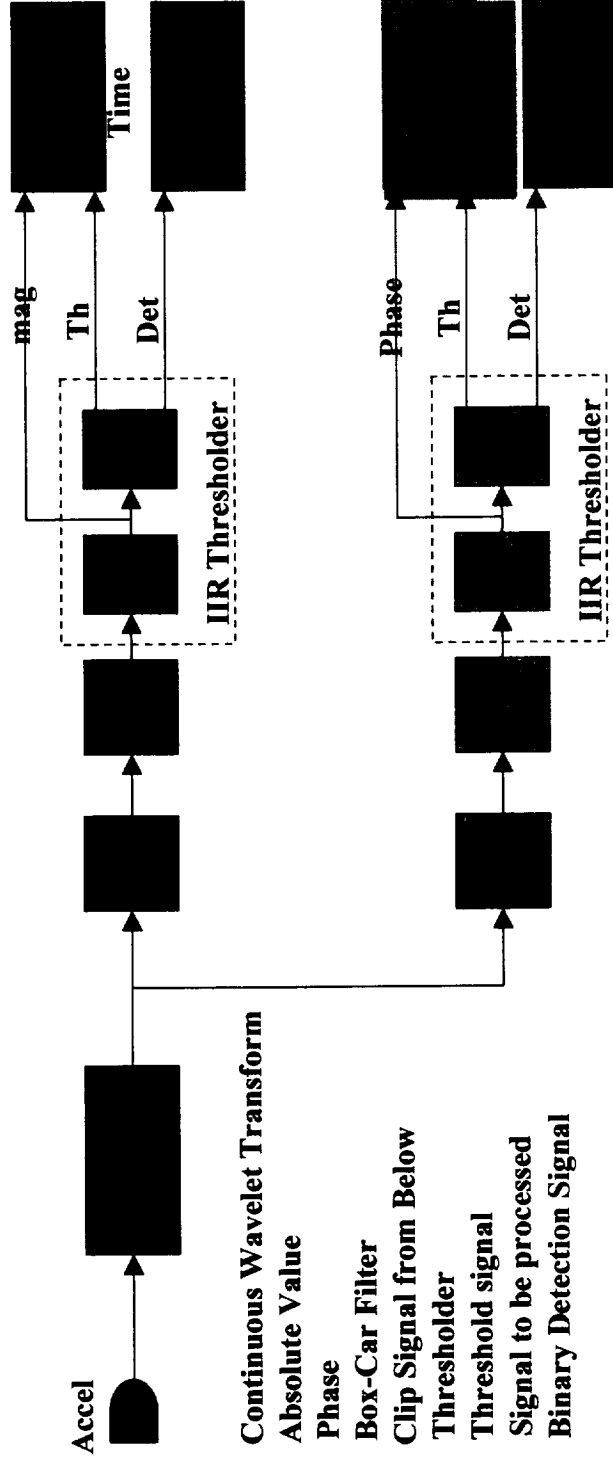 Accel
mag
Th
Det
Time
IIR Thresholder
Phase
Th
Det
IIR Thresholder
Continuous Wavelet Transform
Absolute Value
Phase
Box-Car Filter
Clip Signal from Below
Thresholder
Threshold signal
Signal to be processed
Binary Detection Signal